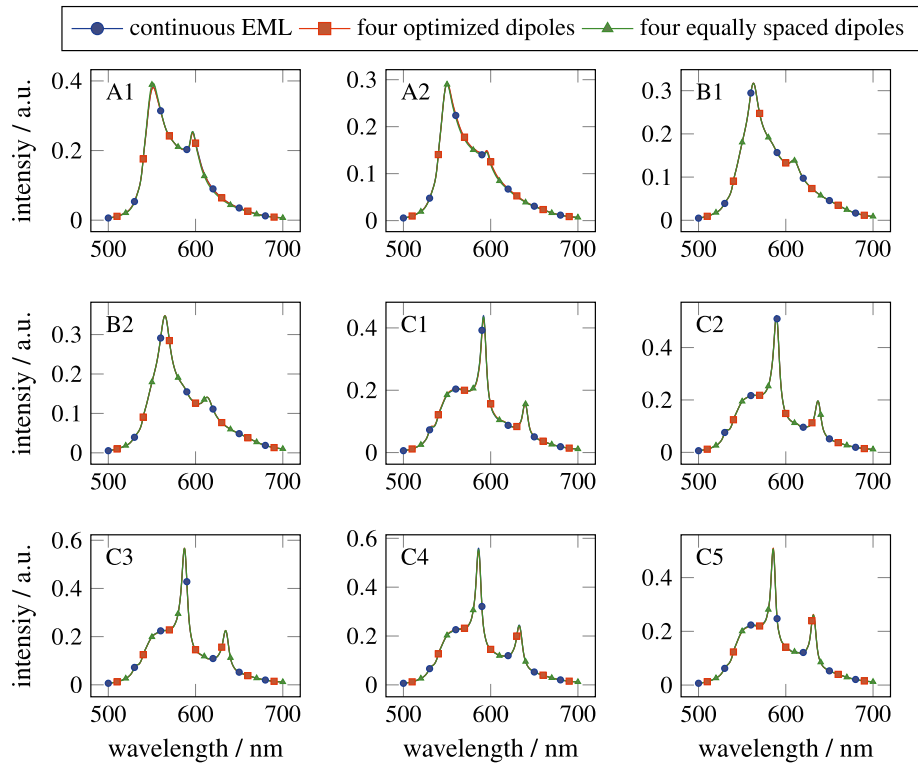 continuous EML four optimized dipoles four equally spaced dipoles
A1
A2
B1
0.4
0.2
0
0.3
0.2
0.1
0
0.3
0.2
0.1
0
intensiy / a.u.
500 600 700
500 600 700
500 600 700
B2
C1
C2
0.3
0.2
0.1
0
0.4
0.2
0
0.4
0.2
0
intensiy / a.u.
500 600 700
500 600 700
500 600 700
C3
C4
C5
0.6
0.4
0.2
0
0.6
0.4
0.2
0
0.4
0.2
0
intensiy / a.u.
500 600 700
500 600 700
500 600 700
wavelength / nm
wavelength / nm
wavelength / nm